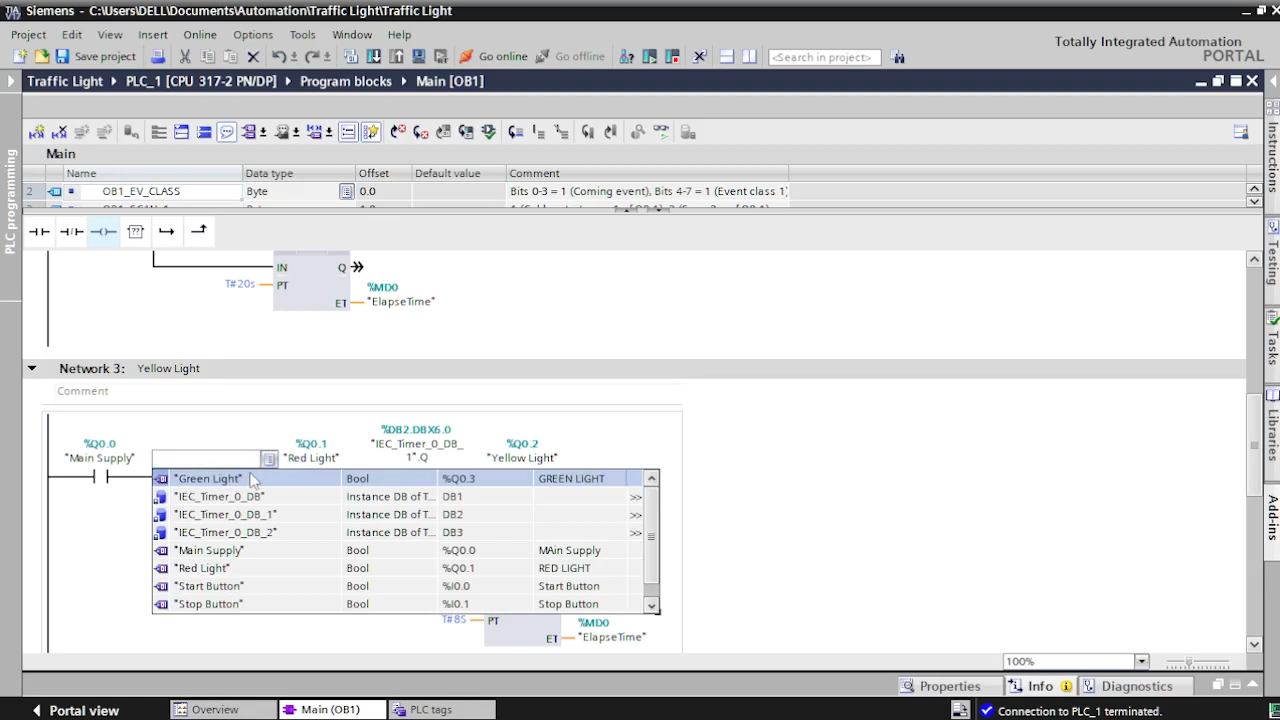 Siemens - C:\Users\DELL\Documents\Automation\Traffic Light\Traffic Light
Project Edit View Insert Online Options Tools Window Help
Totally Integrated Automation
PORTAL
Save project
Go online
Go offline
<Search in project>
Traffic Light PLC_1 [CPU 317-2 PN/DP] Program blocks Main [OB1]
PLC programming
Main
Name Data type Offset Default value Comment
2 OB1_EV_CLASS Byte 0.0 Bits 0-3 = 1 (Coming event), Bits 4-7 = 1 (Event class 1)
??
IN Q
T#20s PT
%MD0
ET "ElapseTime"
Network 3: Yellow Light
Comment
%Q0.0
"Main Supply"
%Q0.1
"Red Light"
%DB2.DBX6.0
"IEC_Timer_0_DB_
1".Q
%Q0.2
"Yellow Light"
"Green Light" Bool %Q0.3 GREEN LIGHT
"IEC_Timer_0_DB" Instance DB of T... DB1 >>
"IEC_Timer_0_DB_1" Instance DB of T... DB2 >>
"IEC_Timer_0_DB_2" Instance DB of T... DB3 >>
"Main Supply" Bool %Q0.0 MAin Supply
"Red Light" Bool %Q0.1 RED LIGHT
"Start Button" Bool %I0.0 Start Button
"Stop Button" Bool %I0.1 Stop Button
T#8S PT
%MD0
ET "ElapseTime"
100%
Properties Info Diagnostics
Portal view Overview Main (OB1) PLC tags Connection to PLC_1 terminated.
Instructions
Testing
Tasks
Libraries
Add-ins